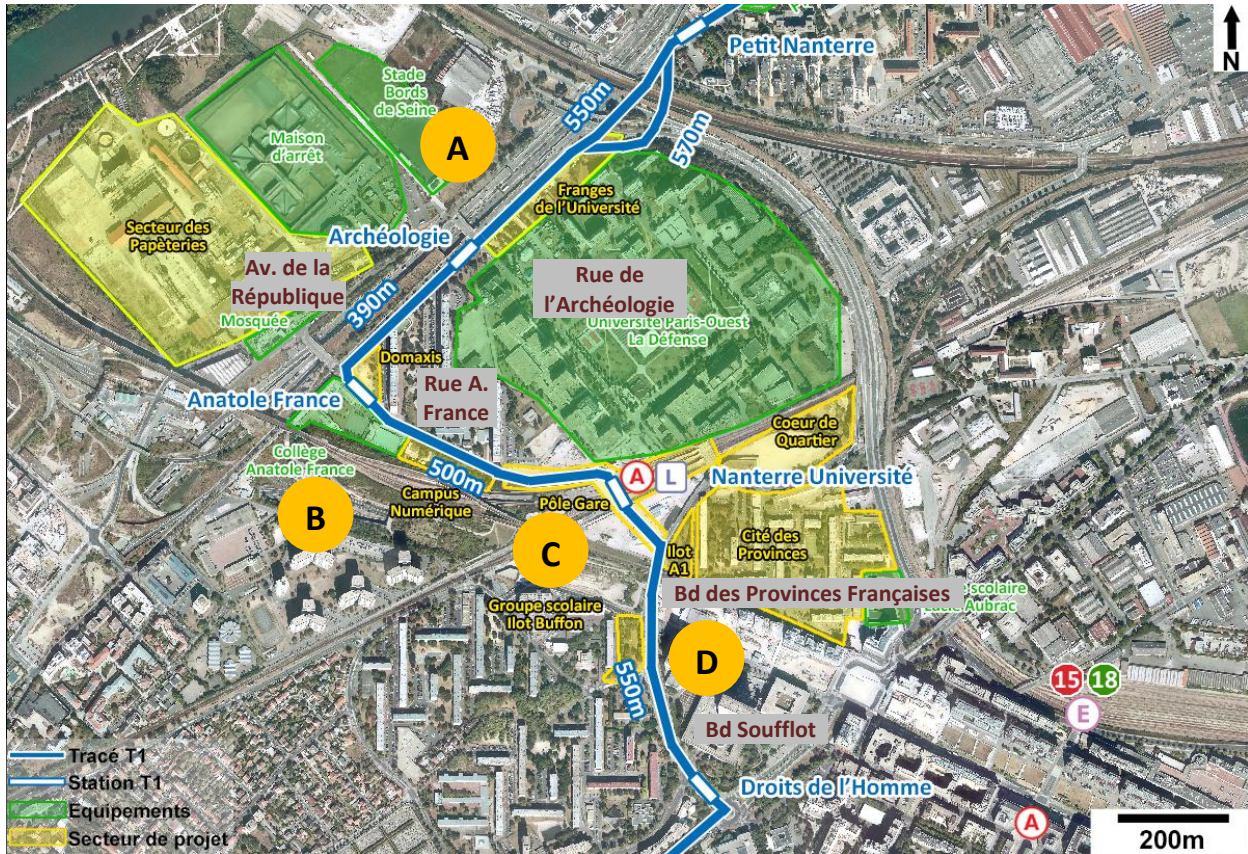 N
Petit Nanterre
Stade
Bords
de Seine
A
550m
570m
Maison
d'arrêt
Franges
de l'Université
Secteur des
Papèteries
Archéologie
Av. de la
République
Mosquée
390m
Rue de
l'Archéologie
Université Paris-Ouest
La Défense
Domaxis
Rue A.
France
Anatole France
Coeur de
Quartier
Collège
Anatole France
500m
A L
Nanterre Université
Campus
Numérique
Pôle Gare
B
C
Cité des
Provinces
Ilot
A1
Bd des Provinces Françaises
scolaire
Aubrac
Groupe scolaire
Ilot Buffon
D
550m
15 18
E
Bd Soufflot
Droits de l'Homme
A
Tracé T1
Station T1
Equipements
Secteur de projet
200m